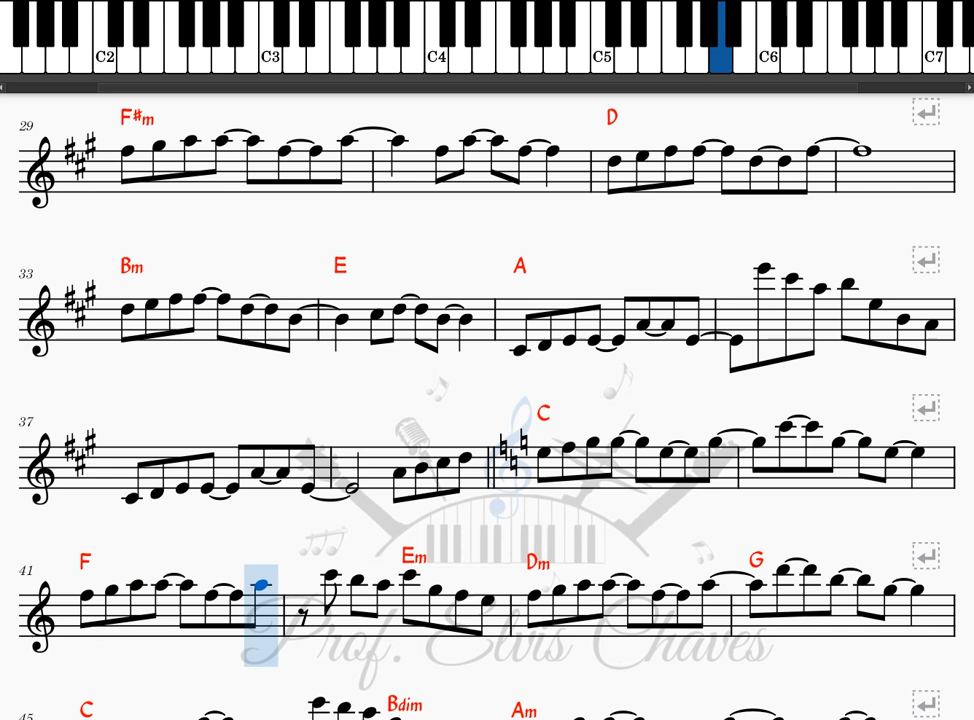 C2 C3 C4 C5 C6 C7
29 F#m D
33 Bm E A
37 C
41 F Em Dm G
Prof. Elvis Chaves
45 C Bdim Am